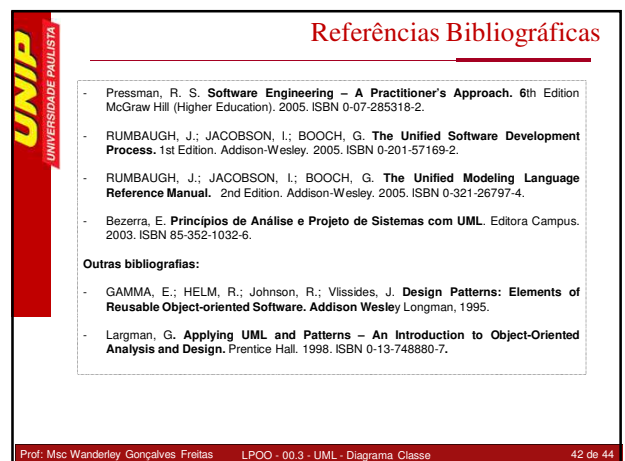 Referências Bibliográficas
UNIP
UNIVERSIDADE PAULISTA
- Pressman, R. S. Software Engineering – A Practitioner's Approach. 6th Edition
McGraw Hill (Higher Education). 2005. ISBN 0-07-285318-2.
- RUMBAUGH, J.; JACOBSON, I.; BOOCH, G. The Unified Software Development
Process. 1st Edition. Addison-Wesley. 2005. ISBN 0-201-57169-2.
- RUMBAUGH, J.; JACOBSON, I.; BOOCH, G. The Unified Modeling Language
Reference Manual. 2nd Edition. Addison-Wesley. 2005. ISBN 0-321-26797-4.
- Bezerra, E. Princípios de Análise e Projeto de Sistemas com UML. Editora Campus.
2003. ISBN 85-352-1032-6.
Outras bibliografias:
- GAMMA, E.; HELM, R.; Johnson, R.; Vlissides, J. Design Patterns: Elements of
Reusable Object-oriented Software. Addison Wesley Longman, 1995.
- Largman, G. Applying UML and Patterns – An Introduction to Object-Oriented
Analysis and Design. Prentice Hall. 1998. ISBN 0-13-748880-7.
Prof: Msc Wanderley Gonçalves Freitas LPOO - 00.3 - UML - Diagrama Classe 42 de 44